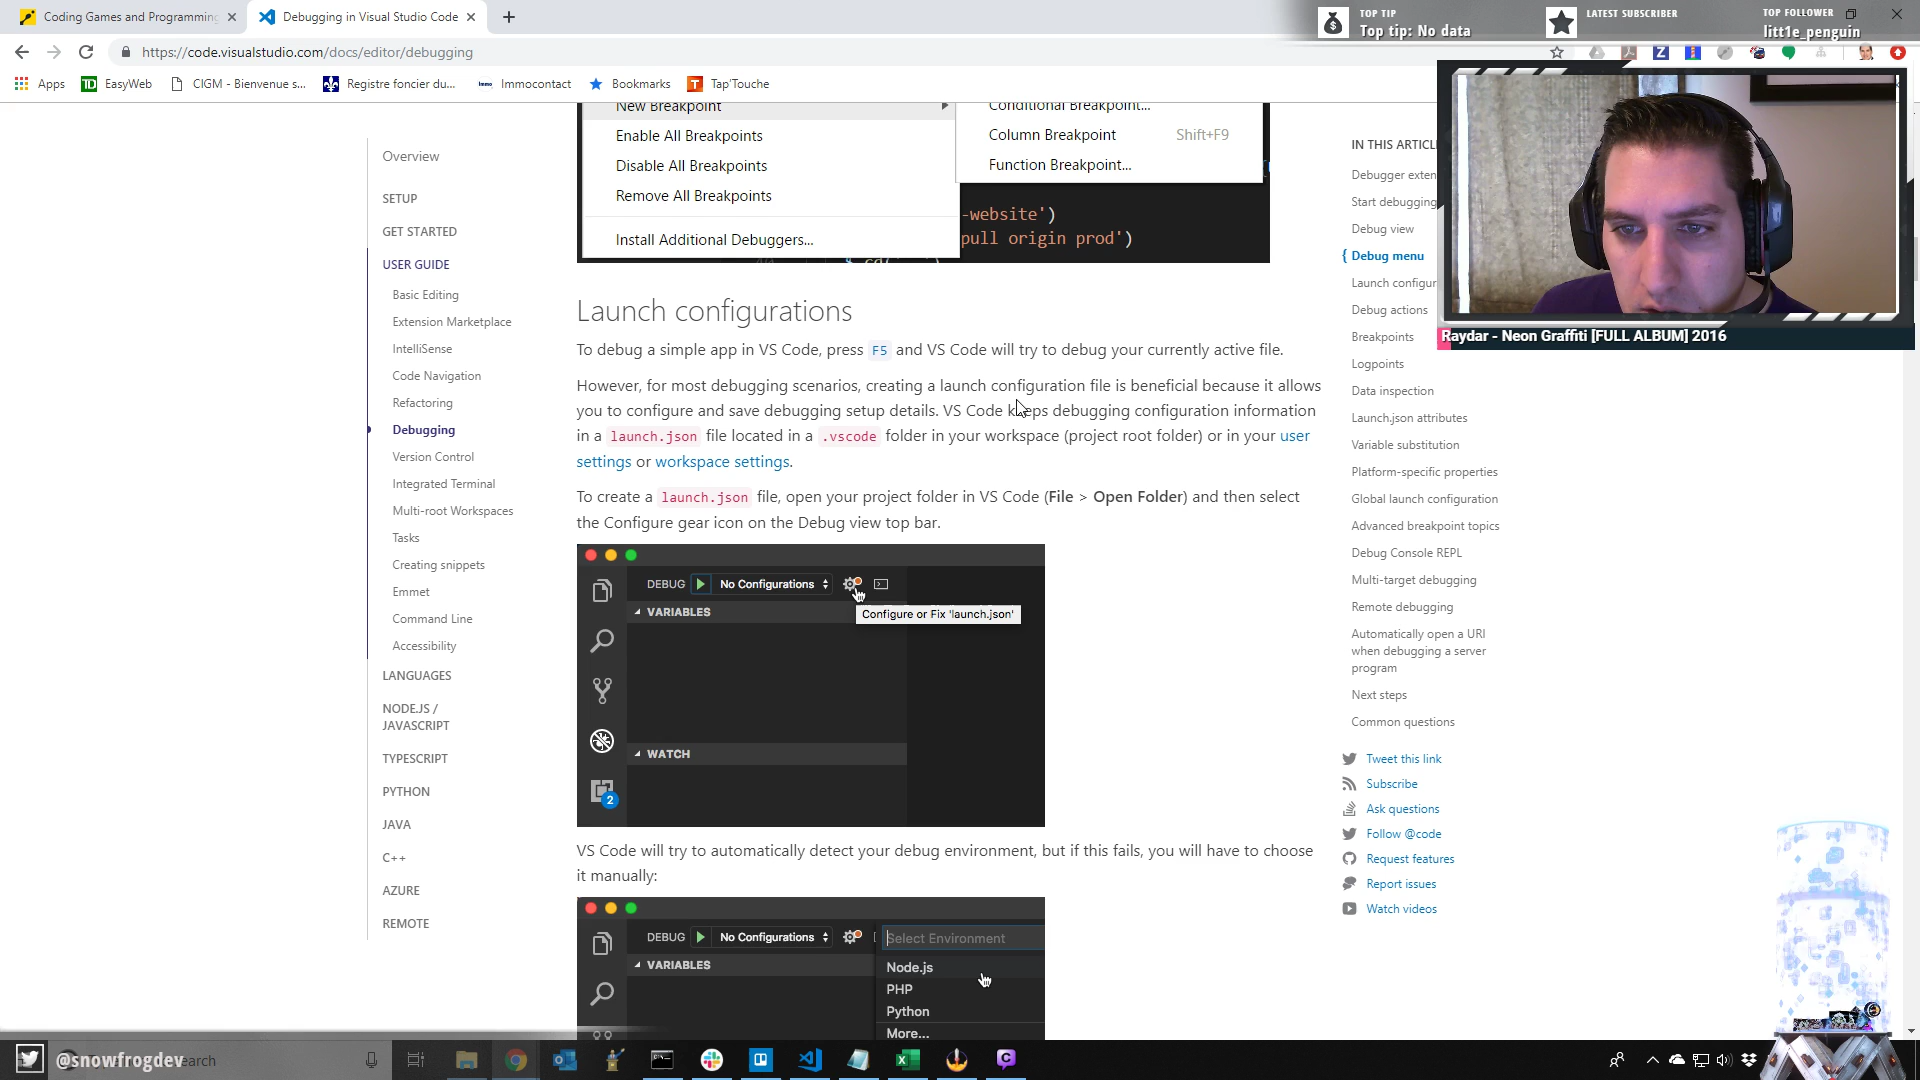 Coding Games and Programming
Debugging in Visual Studio Code
TOP TIP
Top tip: No data
LATEST SUBSCRIBER
TOP FOLLOWER
litt1e_penguin
https://code.visualstudio.com/docs/editor/debugging
Apps
EasyWeb
CIGM - Bienvenue s...
Registre foncier du...
Immocontact
Bookmarks
Tap'Touche
New Breakpoint
Conditional Breakpoint...
Enable All Breakpoints
Column Breakpoint Shift+F9
Disable All Breakpoints
Function Breakpoint...
Remove All Breakpoints
-website')
Install Additional Debuggers...
pull origin prod')
Overview
SETUP
GET STARTED
USER GUIDE
Basic Editing
Extension Marketplace
IntelliSense
Code Navigation
Refactoring
Debugging
Version Control
Integrated Terminal
Multi-root Workspaces
Tasks
Creating snippets
Emmet
Command Line
Accessibility
LANGUAGES
NODE.JS /
JAVASCRIPT
TYPESCRIPT
PYTHON
JAVA
C++
AZURE
REMOTE
Launch configurations
To debug a simple app in VS Code, press F5 and VS Code will try to debug your currently active file.
However, for most debugging scenarios, creating a launch configuration file is beneficial because it allows
you to configure and save debugging setup details. VS Code keeps debugging configuration information
in a launch.json file located in a .vscode folder in your workspace (project root folder) or in your user
settings or workspace settings.
To create a launch.json file, open your project folder in VS Code (File > Open Folder) and then select
the Configure gear icon on the Debug view top bar.
DEBUG No Configurations
VARIABLES
Configure or Fix 'launch.json'
WATCH
2
VS Code will try to automatically detect your debug environment, but if this fails, you will have to choose
it manually:
DEBUG No Configurations
Select Environment
VARIABLES
Node.js
PHP
Python
More...
IN THIS ARTICL
Debugger exten
Start debugging
Debug view
{ Debug menu
Launch configur
Debug actions
Breakpoints
Logpoints
Data inspection
Launch.json attributes
Variable substitution
Platform-specific properties
Global launch configuration
Advanced breakpoint topics
Debug Console REPL
Multi-target debugging
Remote debugging
Automatically open a URI
when debugging a server
program
Next steps
Common questions
Tweet this link
Subscribe
Ask questions
Follow @code
Request features
Report issues
Watch videos
Raydar - Neon Graffiti [FULL ALBUM] 2016
@snowfrogdev